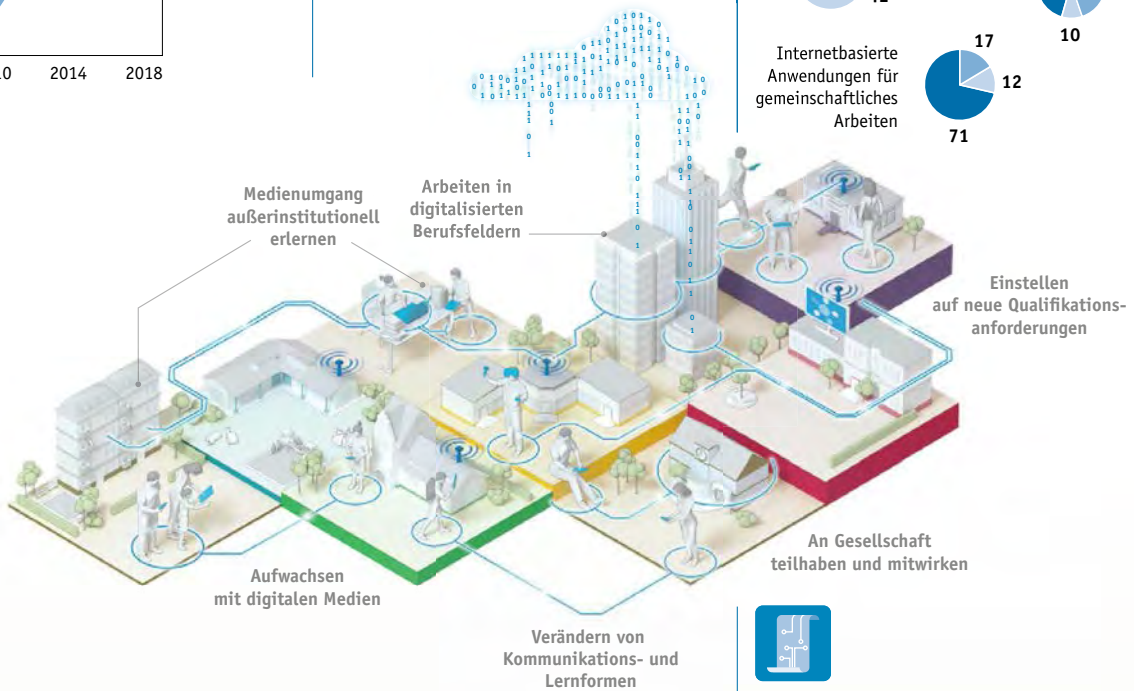 2014
2018
10
Internetbasierte
Anwendungen für
gemeinschaftliches
Arbeiten
17
12
71
Medienumgang
außerinstitutionell
erlernen
Arbeiten in
digitalisierten
Berufsfeldern
Einstellen
auf neue Qualifikations-
anforderungen
An Gesellschaft
teilhaben und mitwirken
Aufwachsen
mit digitalen Medien
Verändern von
Kommunikations- und
Lernformen